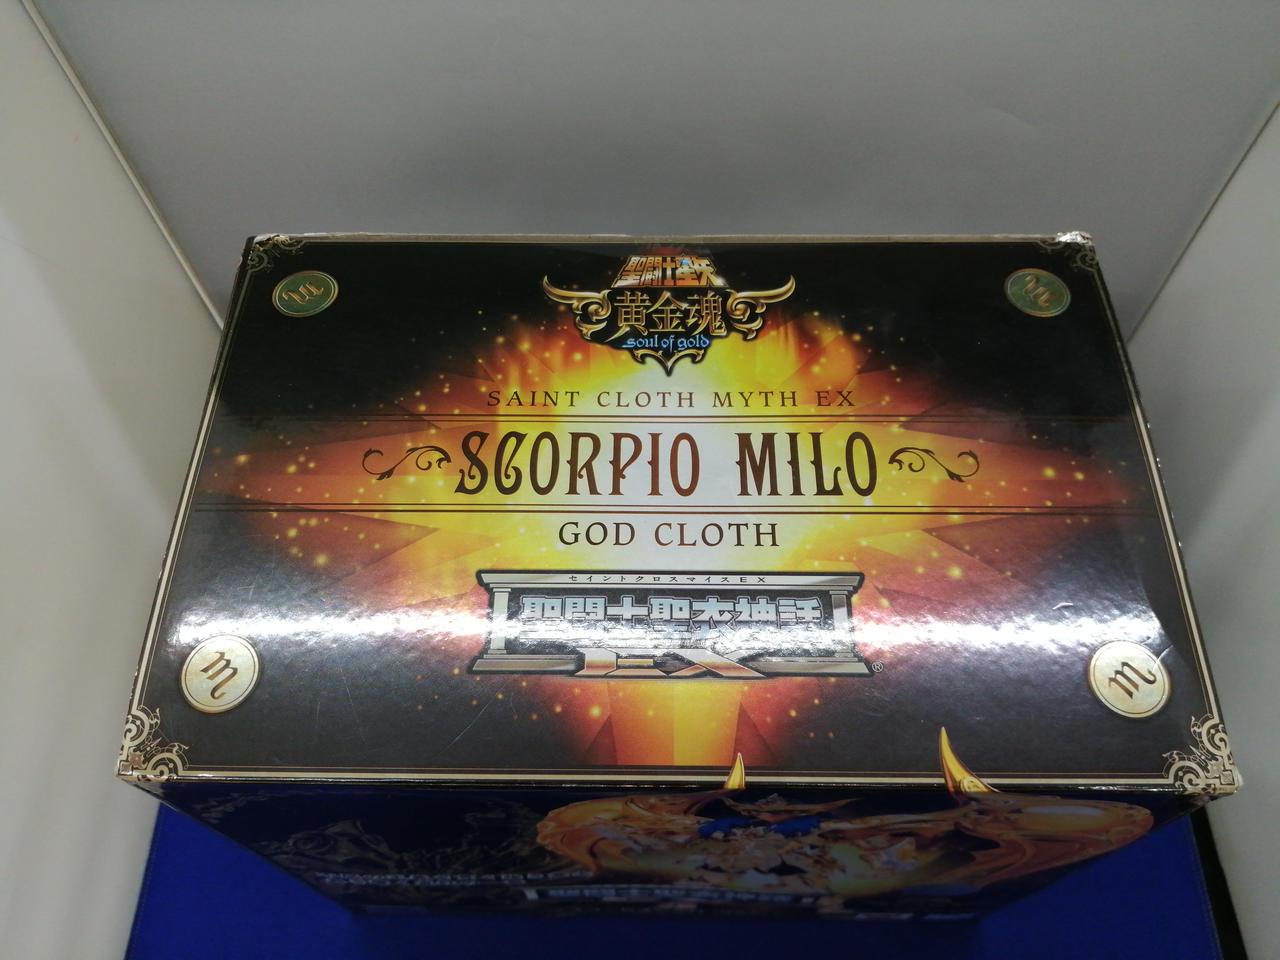 聖闘士星矢
黄金魂
soul of gold
SAINT CLOTH MYTH EX
SCORPIO MILO
GOD CLOTH
セイントクロスマイスEX
聖闘士聖衣神話
EX
®